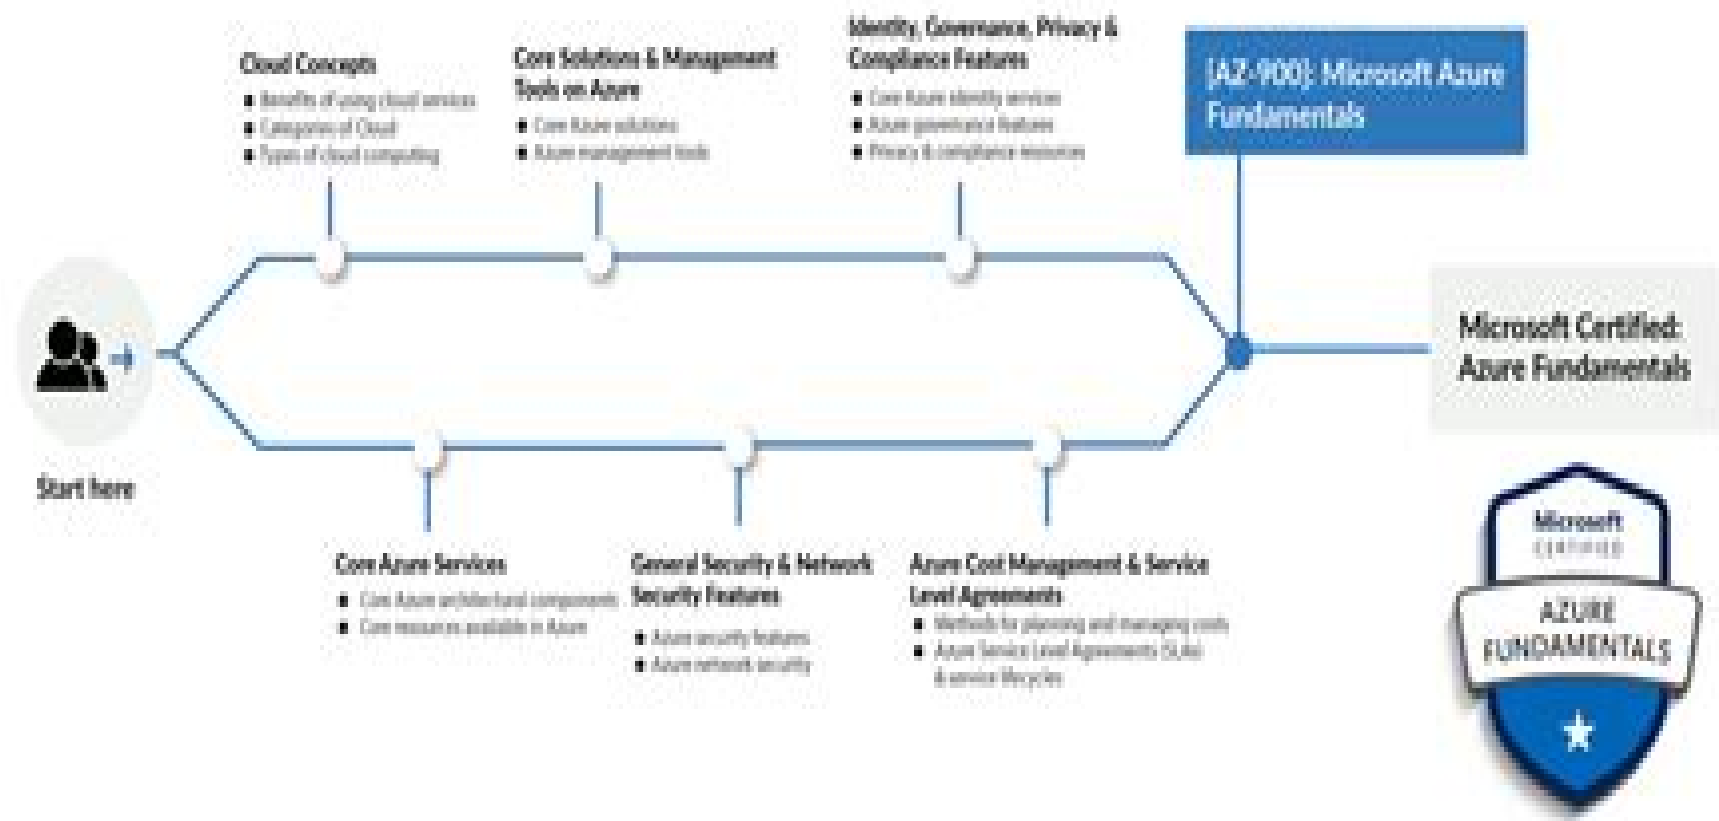 Cloud Concepts
Benefits of using cloud services
Categories of Cloud
Types of cloud computing
Core Solutions & Management
Tools on Azure
Core Azure solutions
Azure management tools
Identity, Governance, Privacy &
Compliance Features
Core Azure identity services
Azure governance features
Privacy & compliance resources
[AZ-900]: Microsoft Azure
Fundamentals
Start here
Microsoft Certified:
Azure Fundamentals
Core Azure Services
Core Azure architectural components
Core resources available in Azure
General Security & Network
Security Features
Azure security features
Azure network security
Azure Cost Management & Service
Level Agreements
Methods for planning and managing costs
Azure Service Level Agreements (SLAs)
& service lifecycles
Microsoft
CERTIFIED
AZURE
FUNDAMENTALS